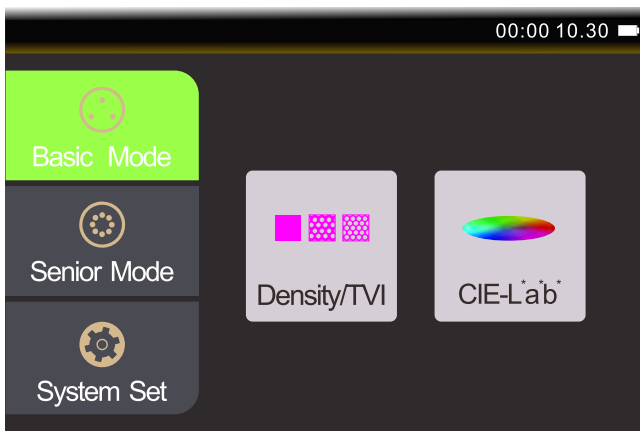 00:00 10.30
Basic Mode
Senior Mode
System Set
Density/TVI
CIE-L*a*b*